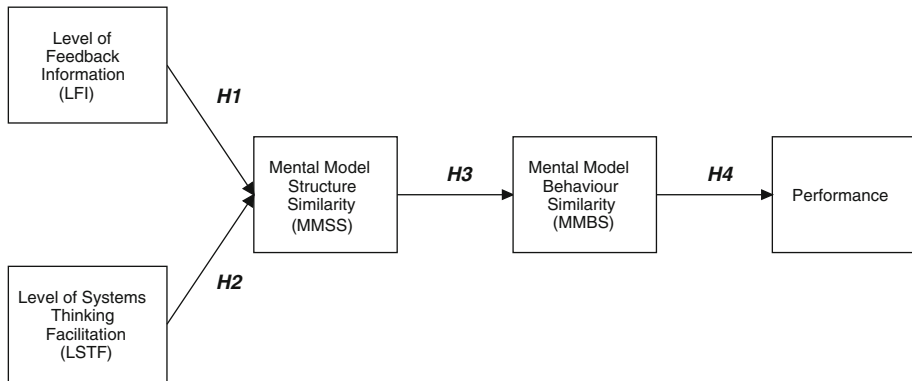 Level of
Feedback
Information
(LFI)
H1
Mental Model
Structure
Similarity
(MMSS)
H3
Mental Model
Behaviour
Similarity
(MMBS)
H4
Performance
H2
Level of Systems
Thinking
Facilitation
(LSTF)